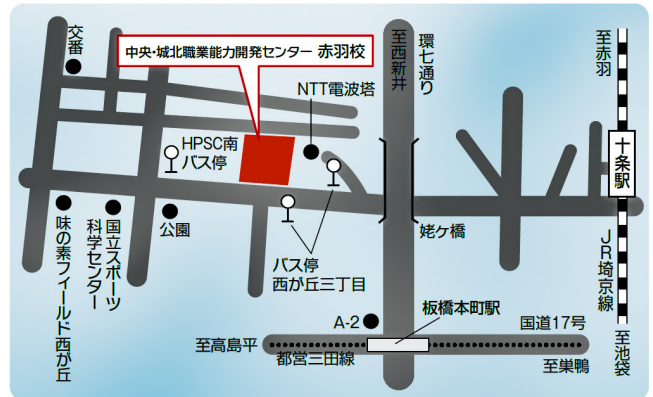 交番
中央・城北職業能力開発センター 赤羽校
至西新井
環七通り
至赤羽
NTT電波塔
HPSC南
バス停
十条駅
味の素フィールド西が丘
国立スポーツ
科学センター
公園
バス停
西が丘三丁目
姥ヶ橋
JR埼京線
A-2
板橋本町駅
国道17号
至高島平
都営三田線
至巣鴨
至池袋